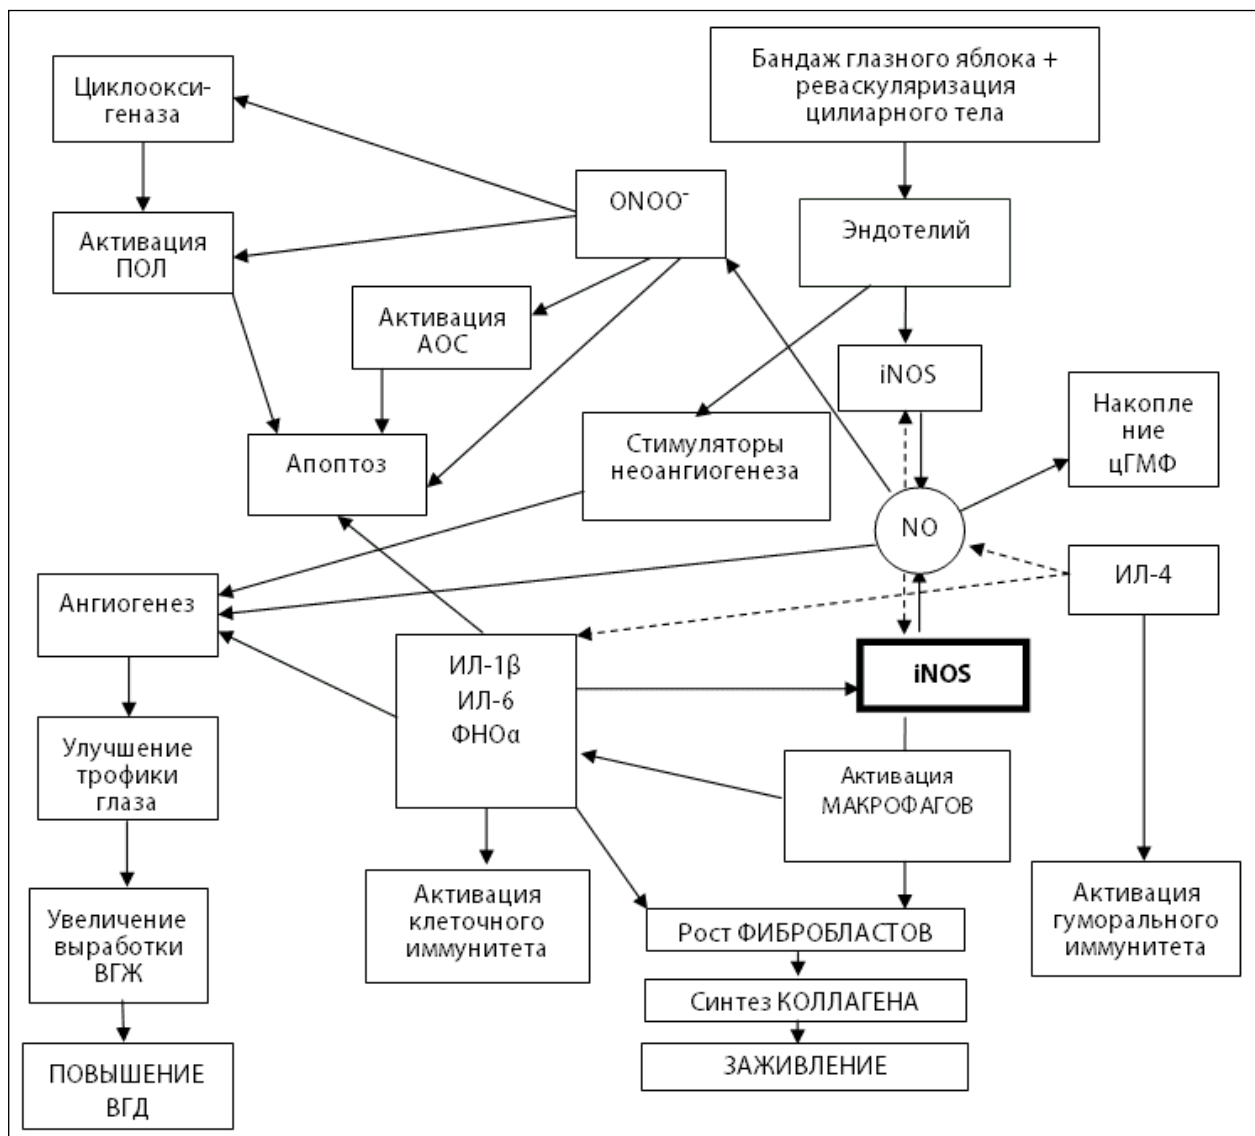 Бандаж глазного яблока +
реваскуляризация
цилиарного тела
Циклоокси-
геназа
ONOO⁻
Эндотелий
Активация
ПОЛ
Активация
АОС
iNOS
Накопле
ние
цГМФ
Стимуляторы
неоангиогенеза
Апоптоз
NO
ИЛ-4
Ангиогенез
ИЛ-1β
ИЛ-6
ФНОα
iNOS
Улучшение
трофики
глаза
Активация
МАКРОФАГОВ
Увеличение
выработки
ВГЖ
Активация
клеточного
иммунитета
Рост ФИБРОБЛАСТОВ
Активация
гуморального
иммунитета
Синтез КОЛЛАГЕНА
ЗАЖИВЛЕНИЕ
ПОВЫШЕНИЕ
ВГД